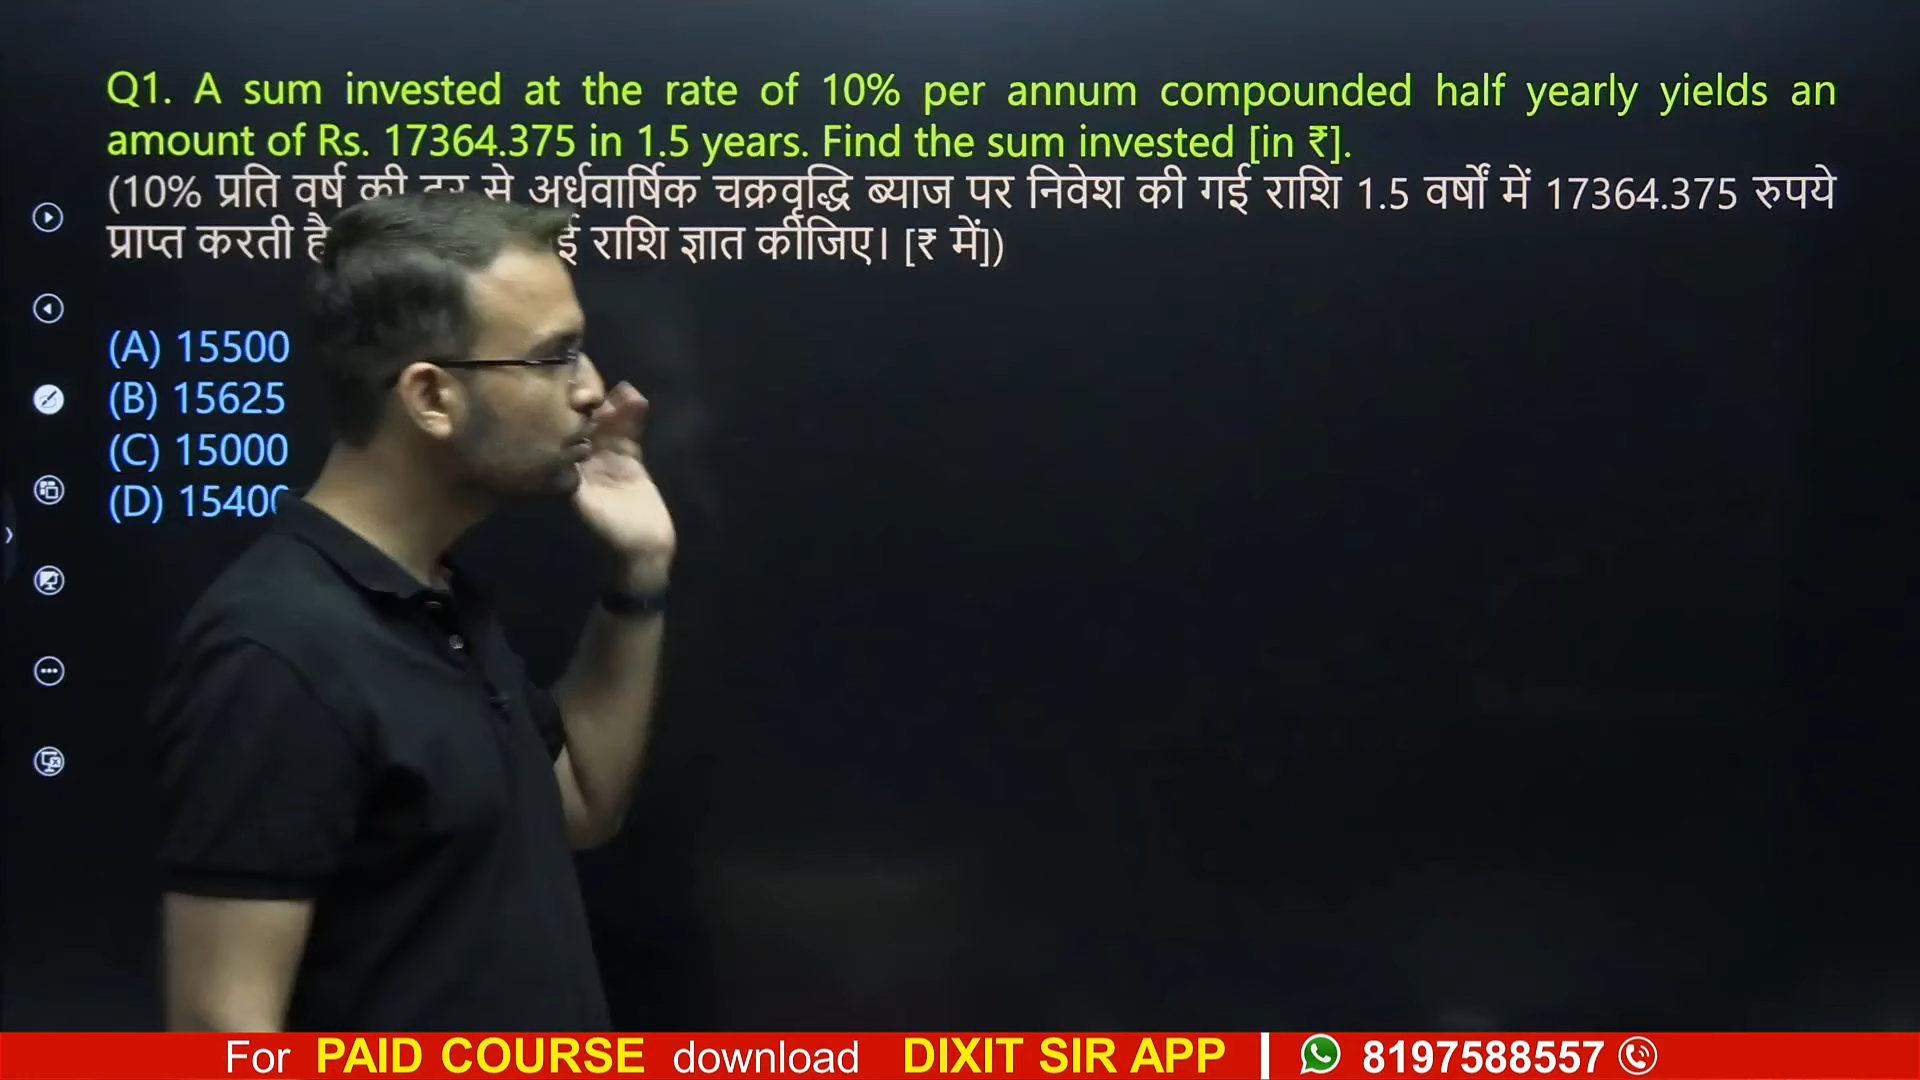 Q1. A sum invested at the rate of 10% per annum compounded half yearly yields an
amount of Rs. 17364.375 in 1.5 years. Find the sum invested [in ₹].
(10% प्रति वर्ष की दर से अर्धवार्षिक चक्रवृद्धि ब्याज पर निवेश की गई राशि 1.5 वर्षों में 17364.375 रुपये
प्राप्त करती है राशि ज्ञात कीजिए। [₹ में])
(A) 15500
(B) 15625
(C) 15000
(D) 15400
For PAID COURSE download DIXIT SIR APP | 8197588557